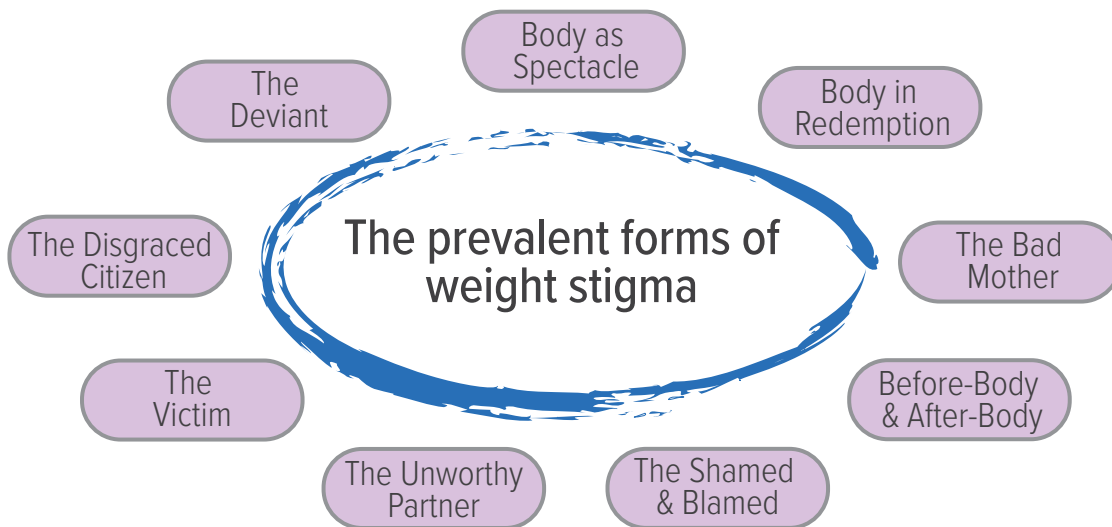 Body as
Spectacle
The
Deviant
Body in
Redemption
The prevalent forms of
weight stigma
The Disgraced
Citizen
The Bad
Mother
The
Victim
Before-Body
& After-Body
The Unworthy
Partner
The Shamed
& Blamed